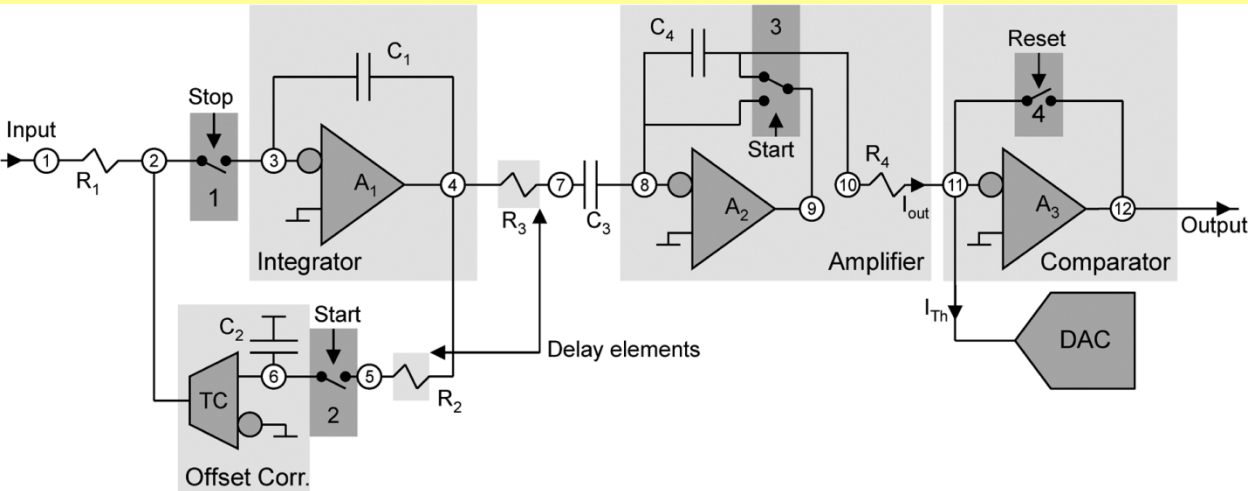 C₄
3
Reset
C₁
Stop
Input
4
1
2
3
A₁
4
7
8
Start
R₄
R₁
1
R₃
C₃
A₂
9
10
Iout
11
A₃
12
Output
Integrator
Amplifier
Comparator
C₂
Start
ITh
DAC
Delay elements
TC
6
5
R₂
2
Offset Corr.